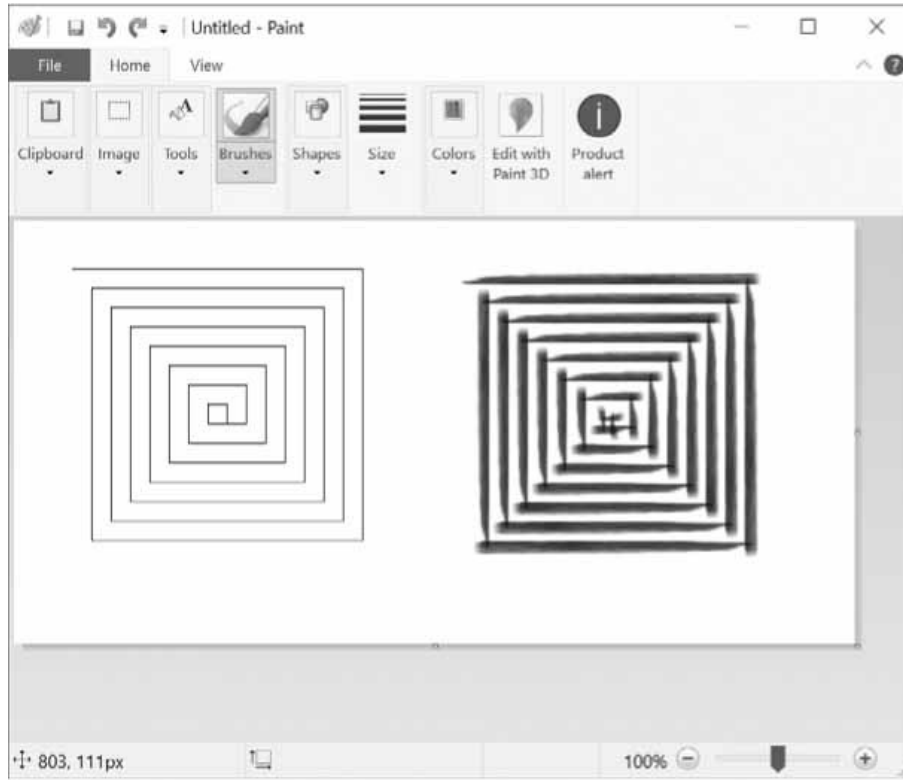 Untitled - Paint
File Home View
Clipboard Image Tools Brushes Shapes Size Colors Edit with Paint 3D Product alert
803, 111px 100%